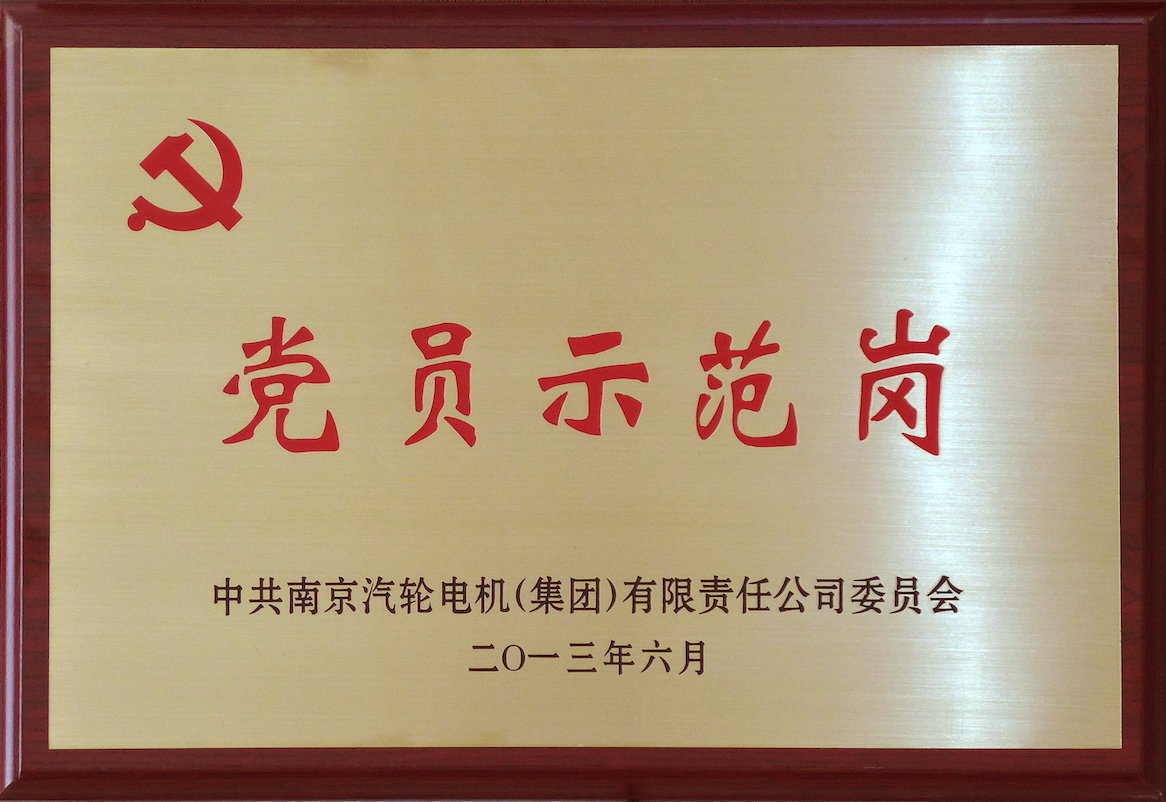 党员示范岗
中共南京汽轮电机(集团)有限责任公司委员会
二〇一三年六月